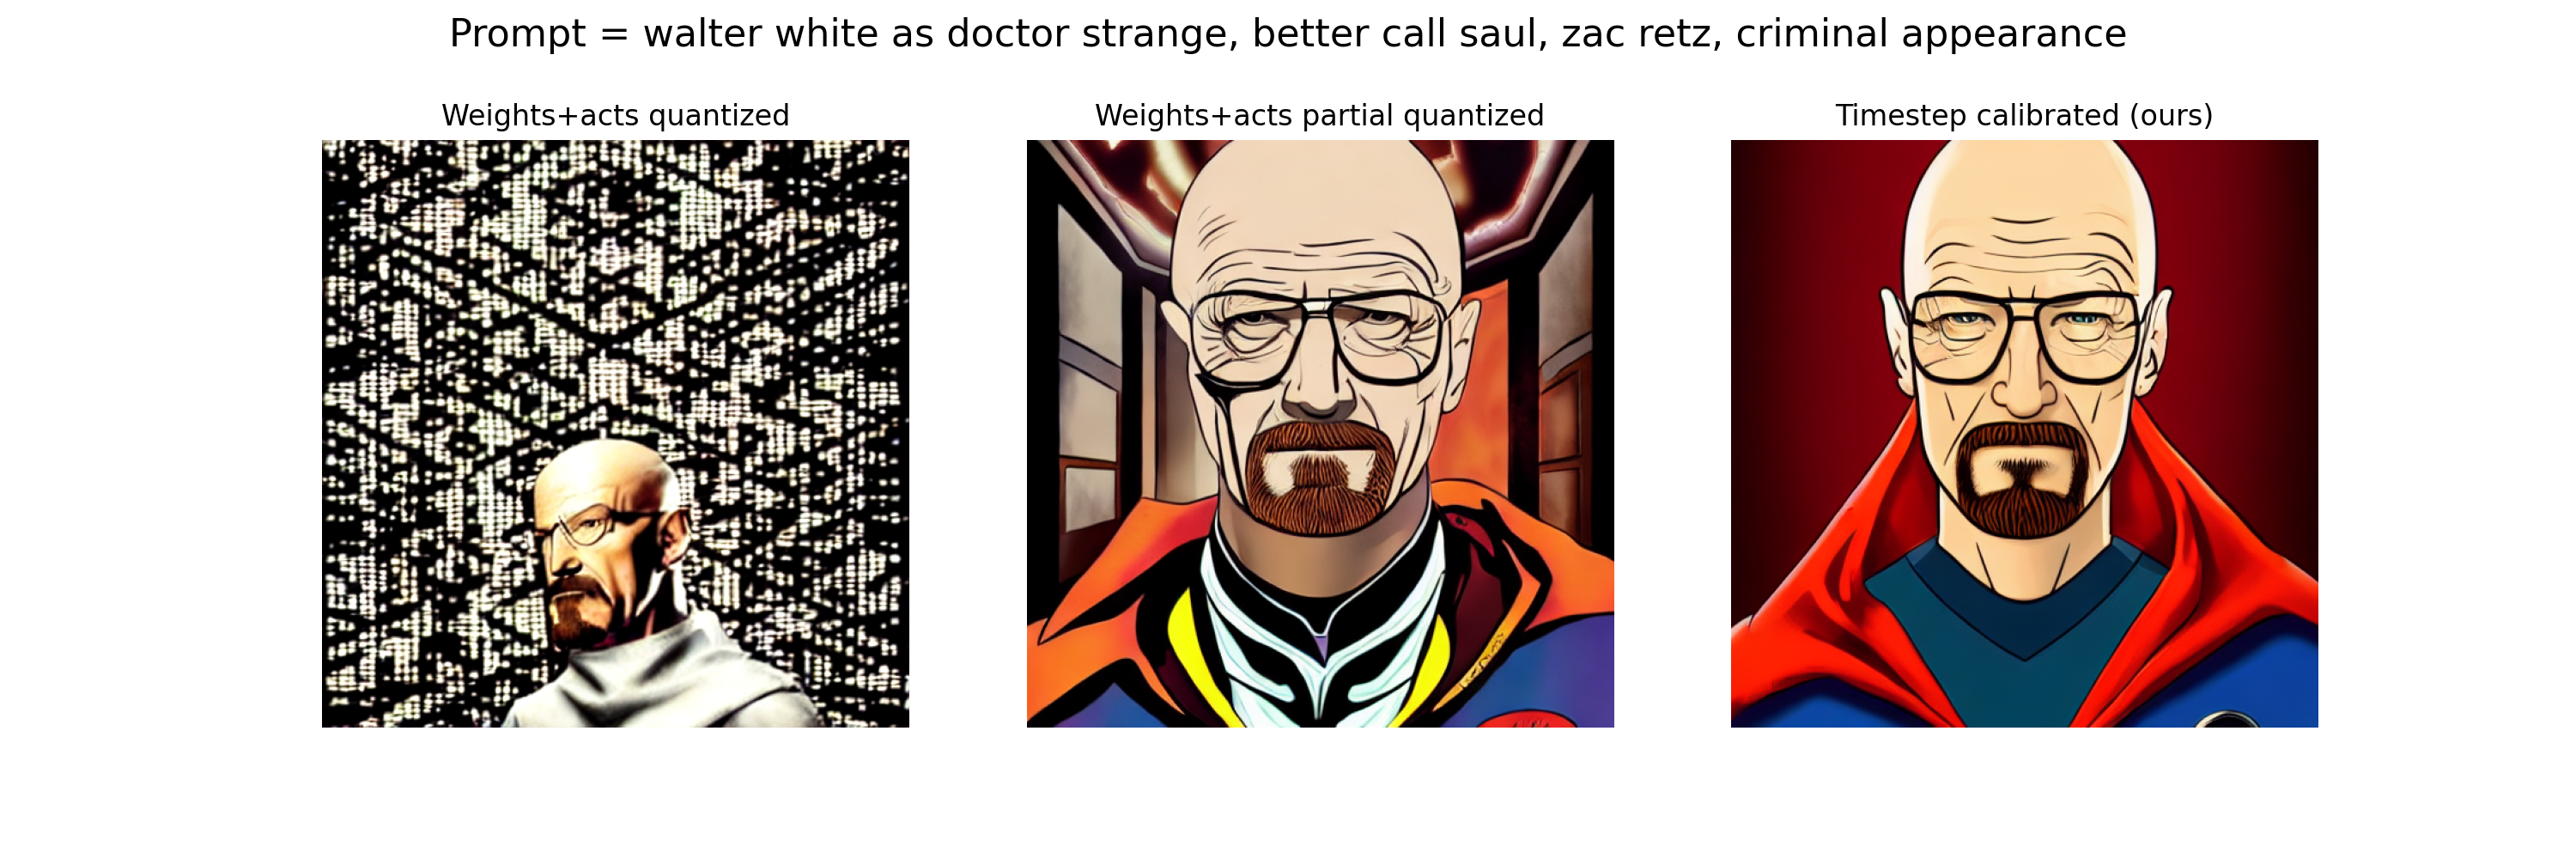 Prompt = walter white as doctor strange, better call saul, zac retz, criminal appearance
Weights+acts quantized
Weights+acts partial quantized
Timestep calibrated (ours)